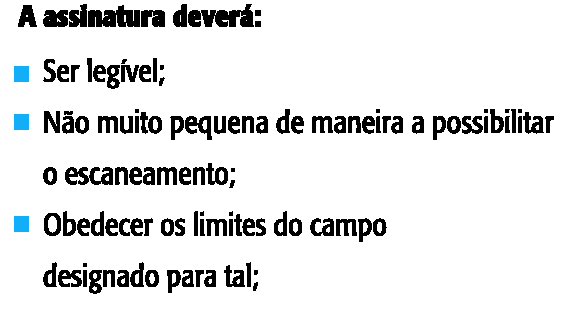 A assinatura deverá:
Ser legível;
Não muito pequena de maneira a possibilitar
o escaneamento;
Obedecer os limites do campo
designado para tal;